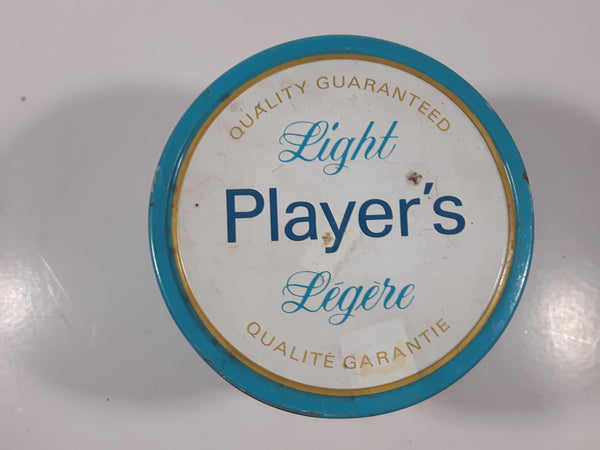 QUALITY GUARANTEED
Light
Player's
Légère
QUALITÉ GARANTIE